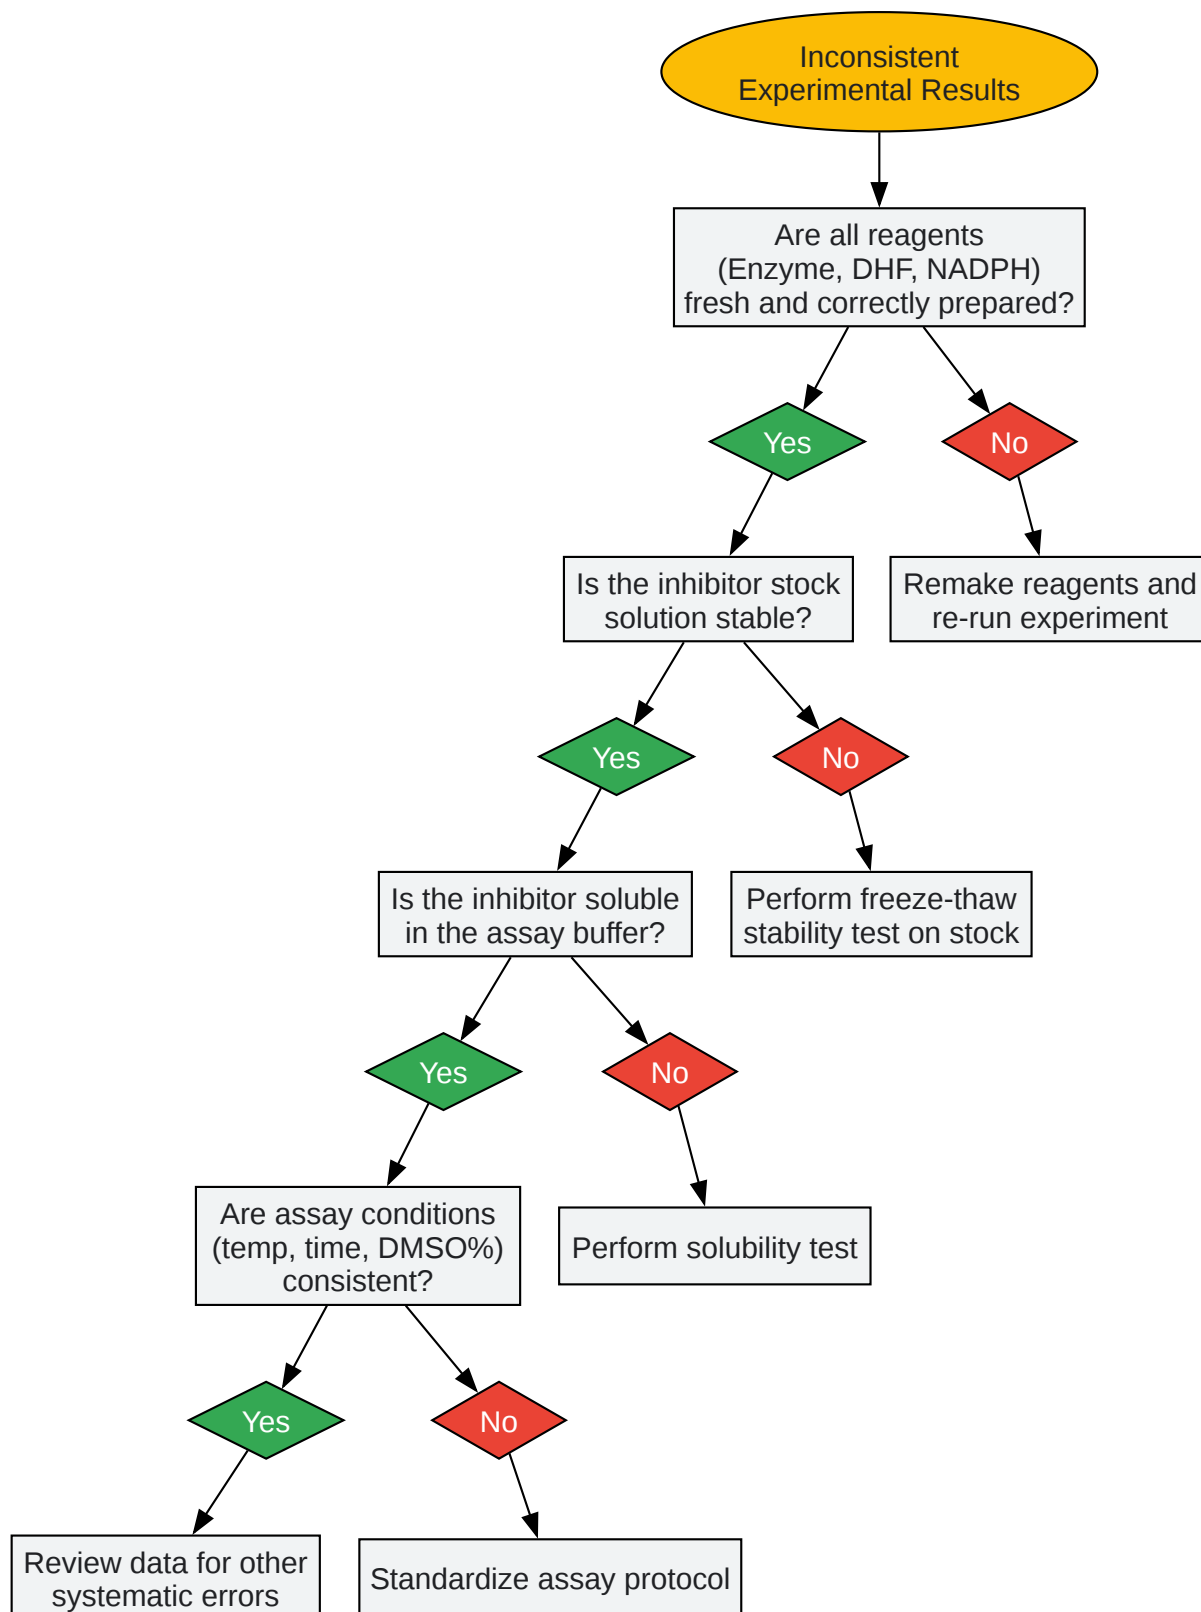 Inconsistent
Experimental Results
Are all reagents
(Enzyme, DHF, NADPH)
fresh and correctly prepared?
Yes
No
Is the inhibitor stock
solution stable?
Remake reagents and
re-run experiment
Yes
No
Is the inhibitor soluble
in the assay buffer?
Perform freeze-thaw
stability test on stock
Yes
No
Are assay conditions
(temp, time, DMSO%)
consistent?
Perform solubility test
Yes
No
Review data for other
systematic errors
Standardize assay protocol